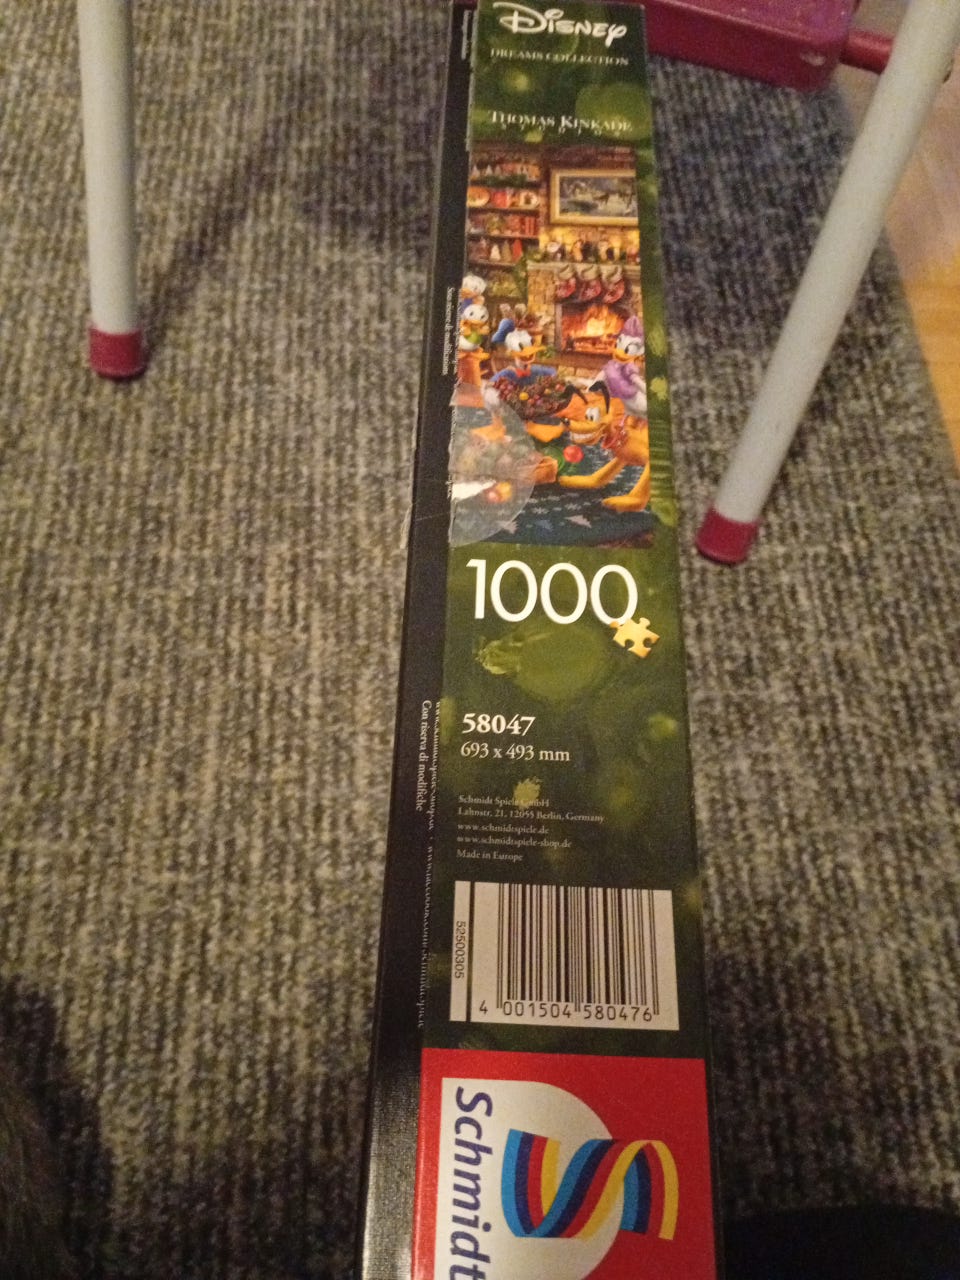 Disney
DREAMS COLLECTION
THOMAS KINKADE
1000
58047
693 x 493 mm
Schmidt Spiele GmbH
Lahnstr. 21, 12055 Berlin, Germany
www.schmidtspiele.de
www.schmidtspiele-shop.de
Made in Europe
52500305
4 001504 580476
Schmidt
Con riserva di modifiche